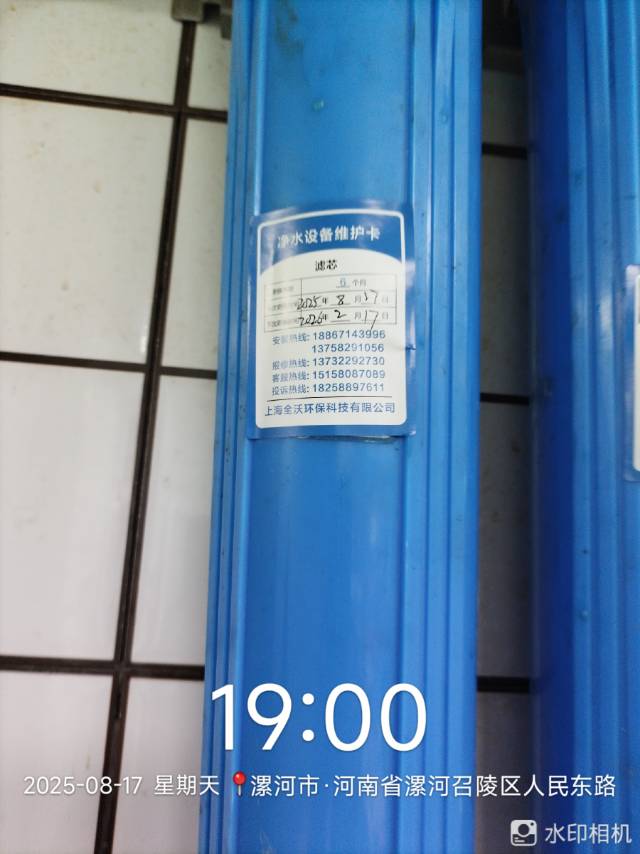 净水设备维护卡
滤芯
6 个月
2025年 8 月 17 日
2026年 2 月 17 日
安装热线: 18867143996
13758291056
报修热线: 13732292730
客服热线: 15158087089
投诉热线: 18258897611
上海全沃环保科技有限公司
19:00
2025-08-17 星期天 漯河市·河南省漯河召陵区人民东路
水印相机